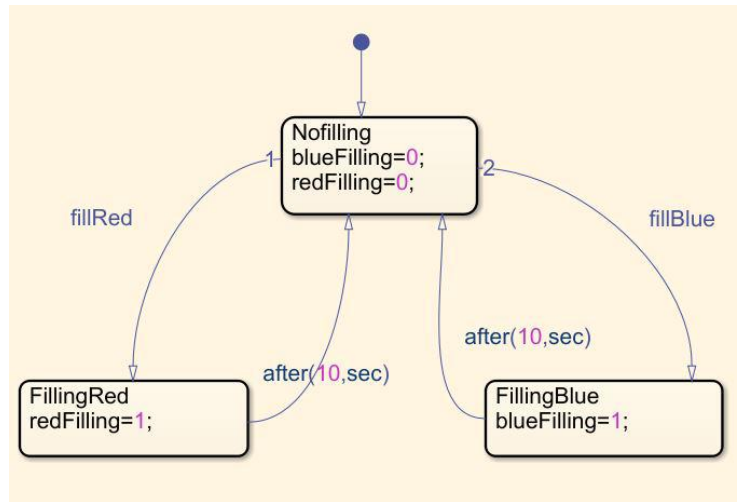 Nofilling
1 blueFilling=0;
redFilling=0;
2
fillRed
fillBlue
after(10,sec)
after(10,sec)
FillingRed
redFilling=1;
FillingBlue
blueFilling=1;